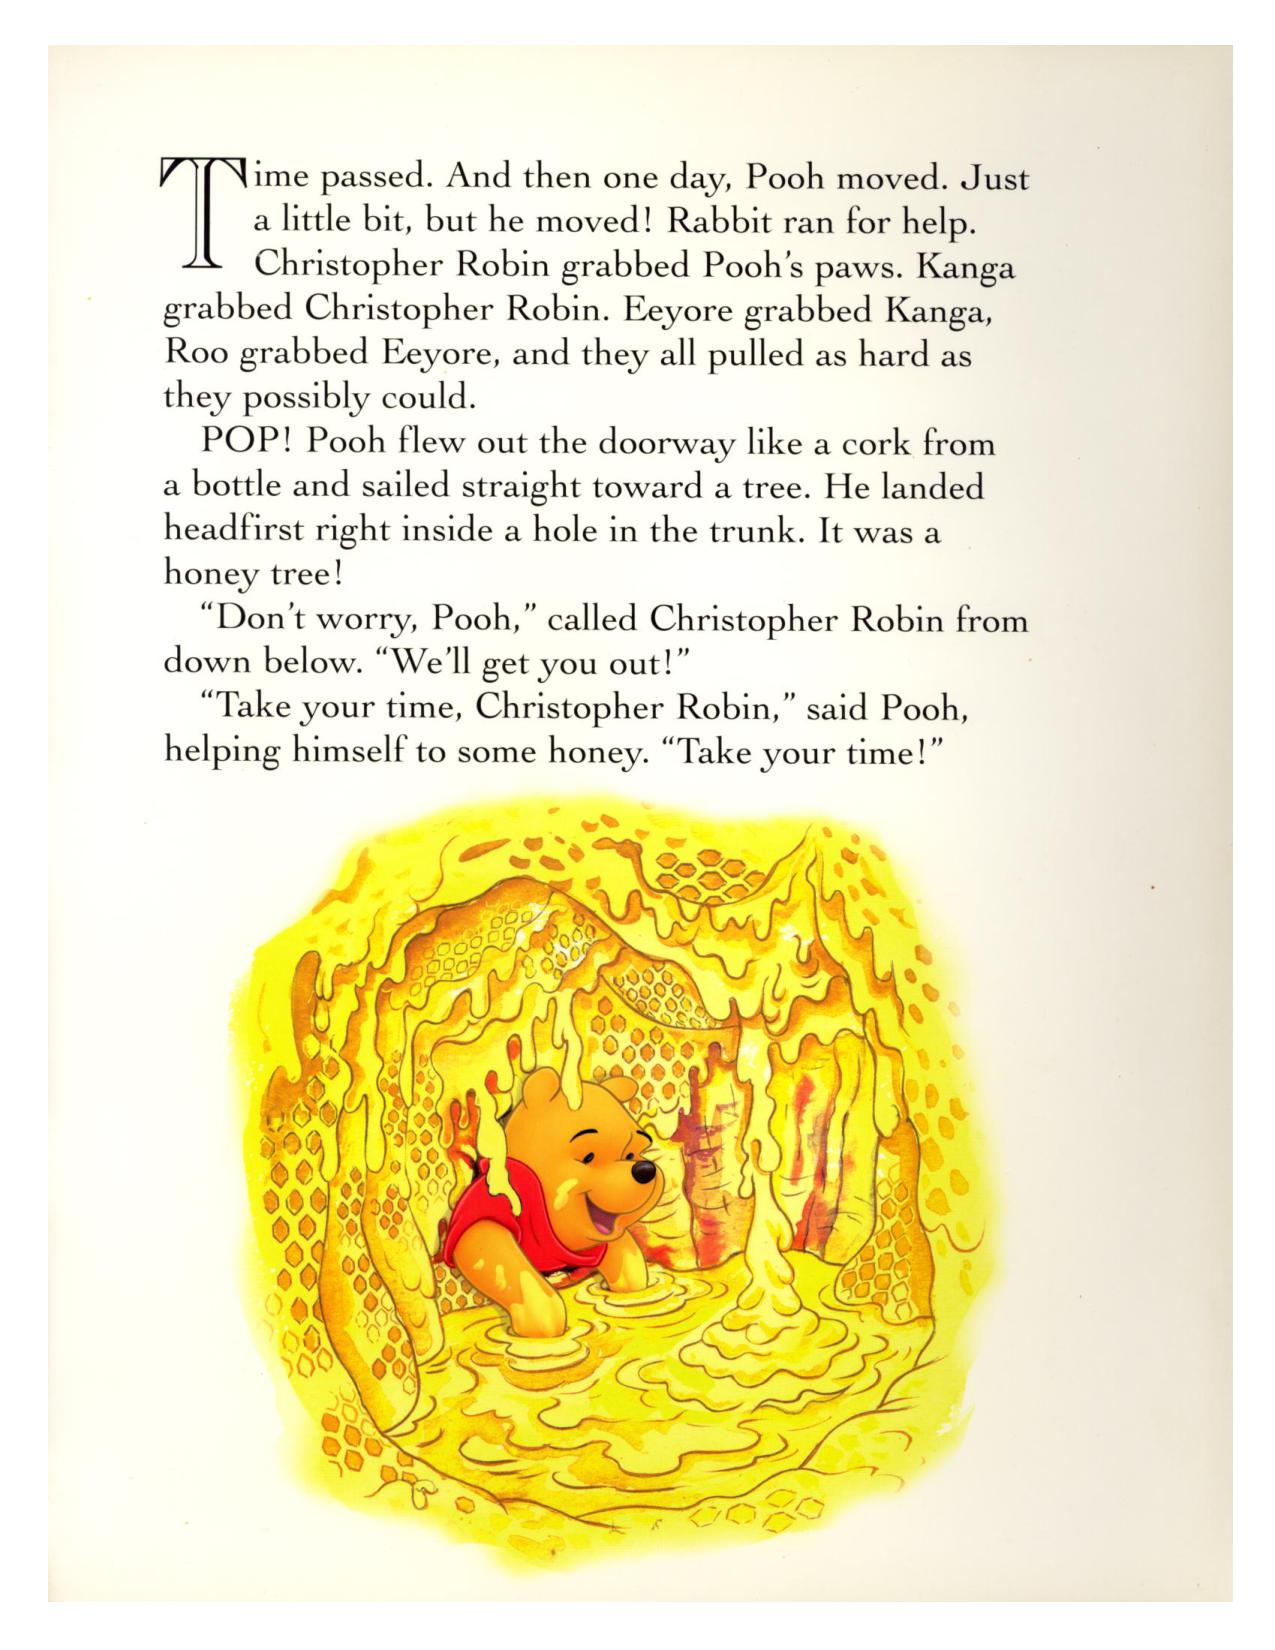 Time passed. And then one day, Pooh moved. Just
a little bit, but he moved! Rabbit ran for help.
Christopher Robin grabbed Pooh's paws. Kanga
grabbed Christopher Robin. Eeyore grabbed Kanga,
Roo grabbed Eeyore, and they all pulled as hard as
they possibly could.
POP! Pooh flew out the doorway like a cork from
a bottle and sailed straight toward a tree. He landed
headfirst right inside a hole in the trunk. It was a
honey tree!
“Don't worry, Pooh,” called Christopher Robin from
down below. “We'll get you out!”
“Take your time, Christopher Robin,” said Pooh,
helping himself to some honey. “Take your time!”